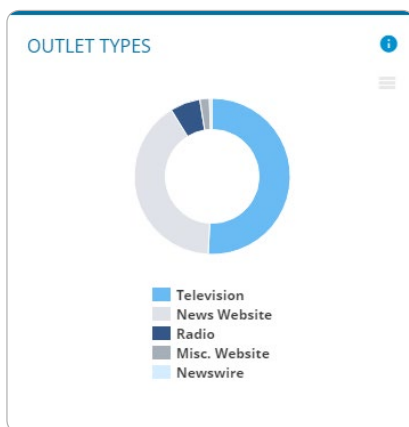 OUTLET TYPES
Television
News Website
Radio
Misc. Website
Newswire